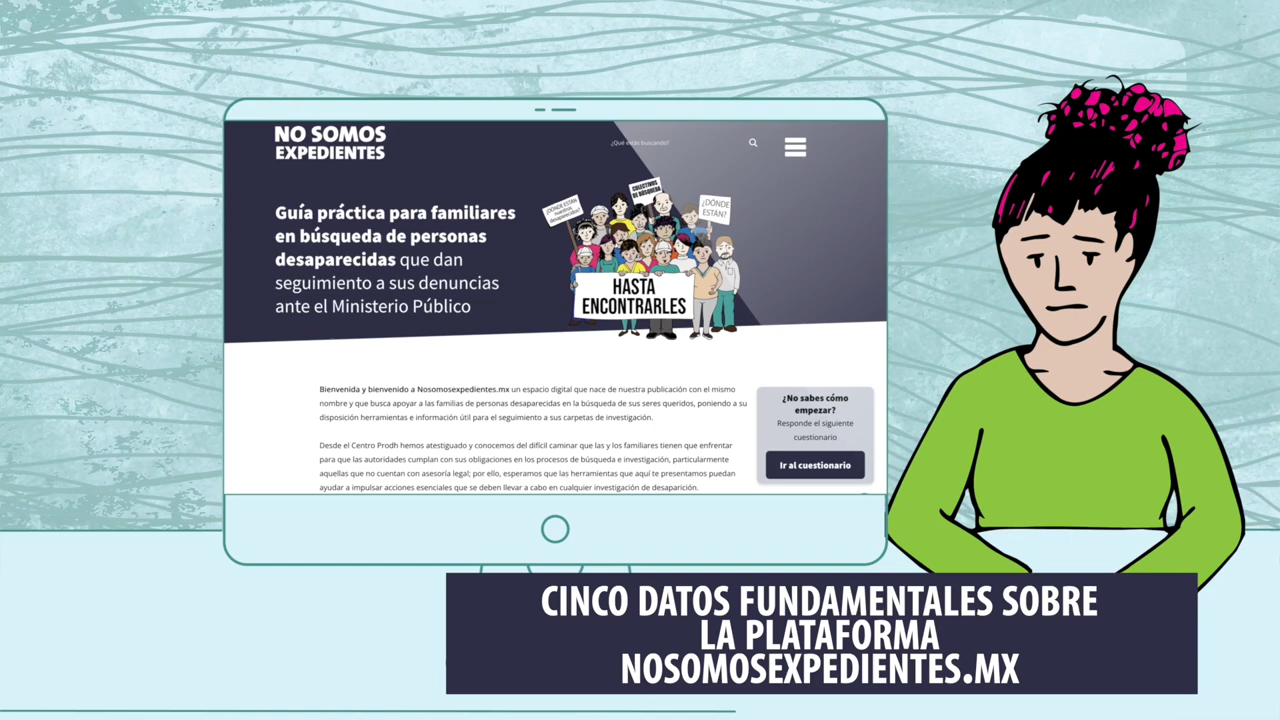 NO SOMOS
EXPEDIENTES
¿Qué estás buscando?
Guía práctica para familiares
en búsqueda de personas
desaparecidas que dan
seguimiento a sus denuncias
ante el Ministerio Público
¿DÓNDE ESTÁN
nuestros
desaparecidos?
COLECTIVOS
DE BÚSQUEDA
¿DÓNDE
ESTÁN?
HASTA
ENCONTRARLES
Bienvenida y bienvenido a Nosomosexpedientes.mx un espacio digital que nace de nuestra publicación con el mismo
nombre y que busca apoyar a las familias de personas desaparecidas en la búsqueda de sus seres queridos, poniendo a su
disposición herramientas e información útil para el seguimiento a sus carpetas de investigación.
Desde el Centro Prodh hemos atestiguado y conocemos del difícil caminar que las y los familiares tienen que enfrentar
para que las autoridades cumplan con sus obligaciones en los procesos de búsqueda e investigación, particularmente
aquellas que no cuentan con asesoría legal; por ello, esperamos que las herramientas que aquí te presentamos puedan
ayudar a impulsar acciones esenciales que se deben llevar a cabo en cualquier investigación de desaparición.
¿No sabes cómo
empezar?
Responde el siguiente
cuestionario
Ir al cuestionario
CINCO DATOS FUNDAMENTALES SOBRE
LA PLATAFORMA
NOSOMOSEXPEDIENTES.MX